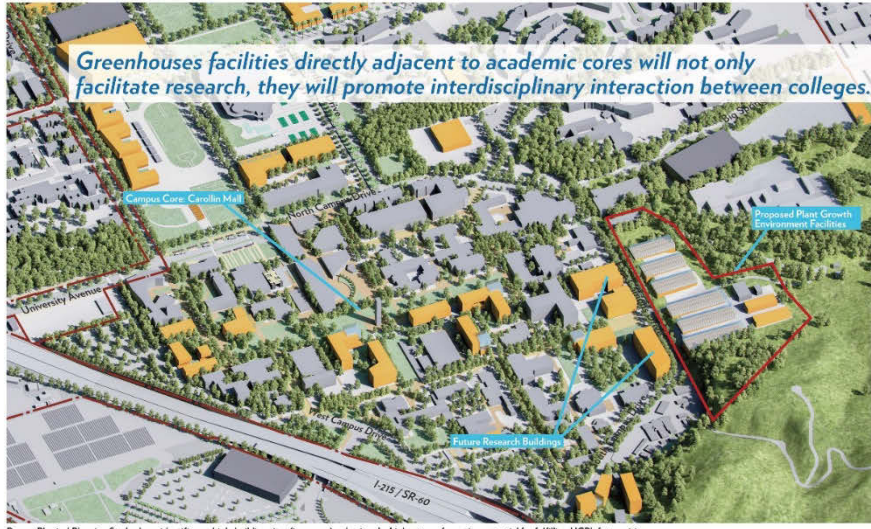 Greenhouses facilities directly adjacent to academic cores will not only
facilitate research, they will promote interdisciplinary interaction between colleges.
Campus Core: Carollin Mall
North Campus Drive
Proposed Plant Growth
Environment Facilities
University Avenue
Campus Drive
Future Research Buildings
I-215 / SR-60